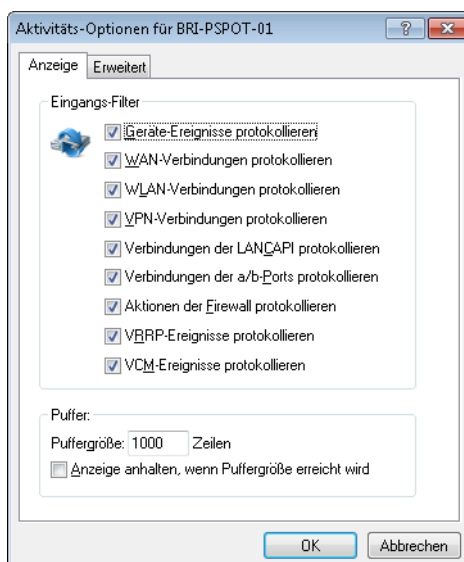 Aktivitäts-Optionen für BRI-PSPOT-01
Anzeige
Erweitert
Eingangs-Filter
Geräte-Ereignisse protokollieren
WAN-Verbindungen protokollieren
WLAN-Verbindungen protokollieren
VPN-Verbindungen protokollieren
Verbindungen der LANCAPI protokollieren
Verbindungen der a/b-Ports protokollieren
Aktionen der Firewall protokollieren
VRRP-Ereignisse protokollieren
VCM-Ereignisse protokollieren
Puffer:
Puffergröße: 1000 Zeilen
Anzeige anhalten, wenn Puffergröße erreicht wird
OK
Abbrechen